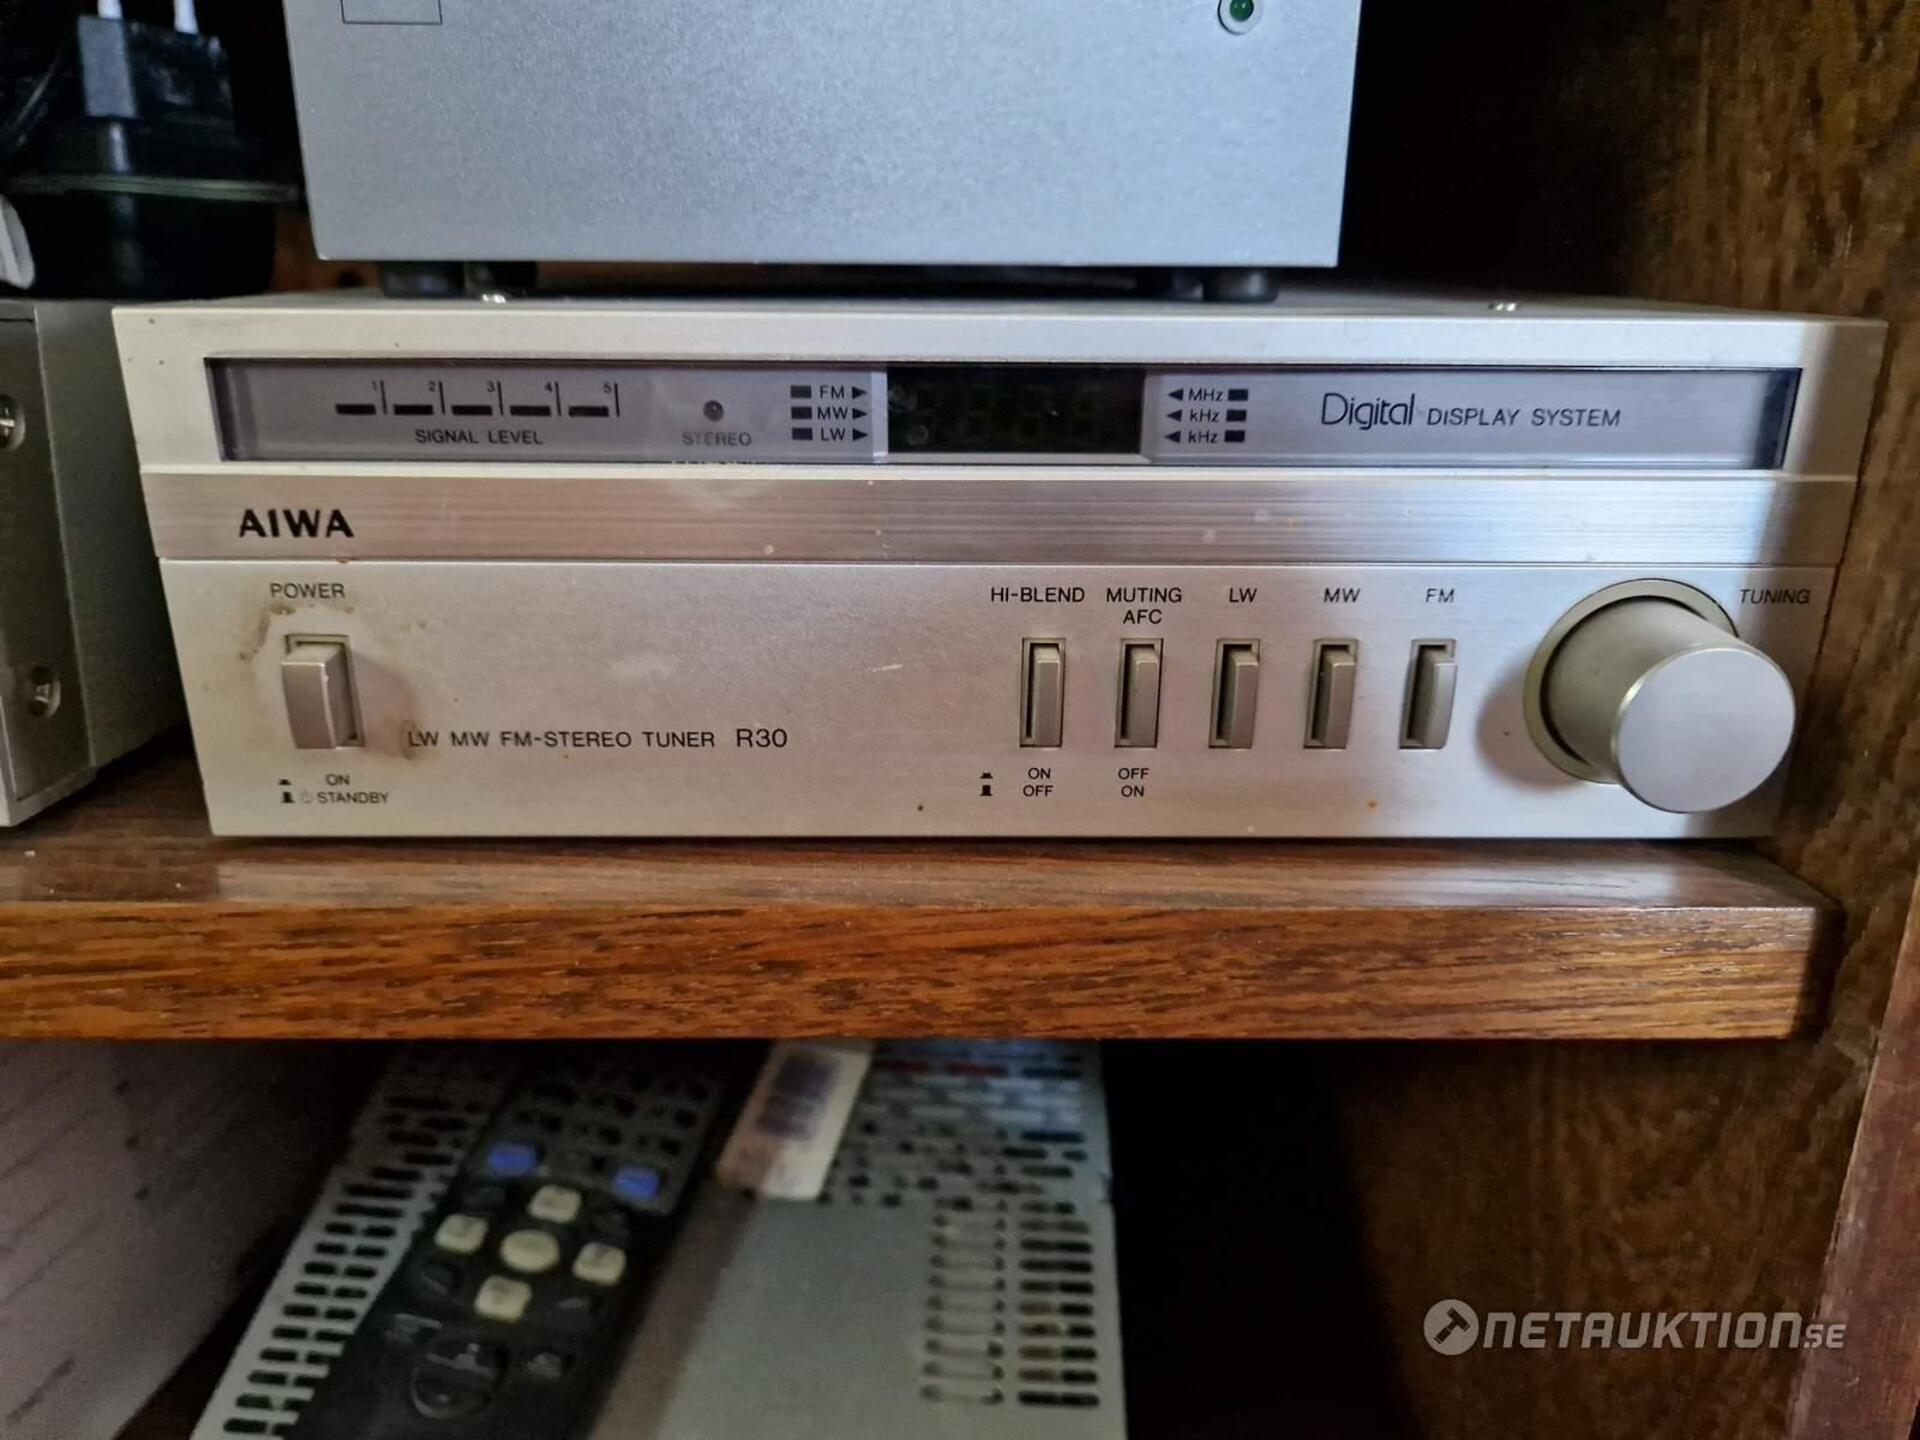 1 2 3 4 5
SIGNAL LEVEL
STEREO
FM
MW
LW
MHz
kHz
kHz
Digital DISPLAY SYSTEM
AIWA
POWER
HI-BLEND
MUTING
AFC
LW
MW
FM
TUNING
LW MW FM-STEREO TUNER R30
ON
STANDBY
ON
OFF
OFF
ON
NETAUKTION.SE